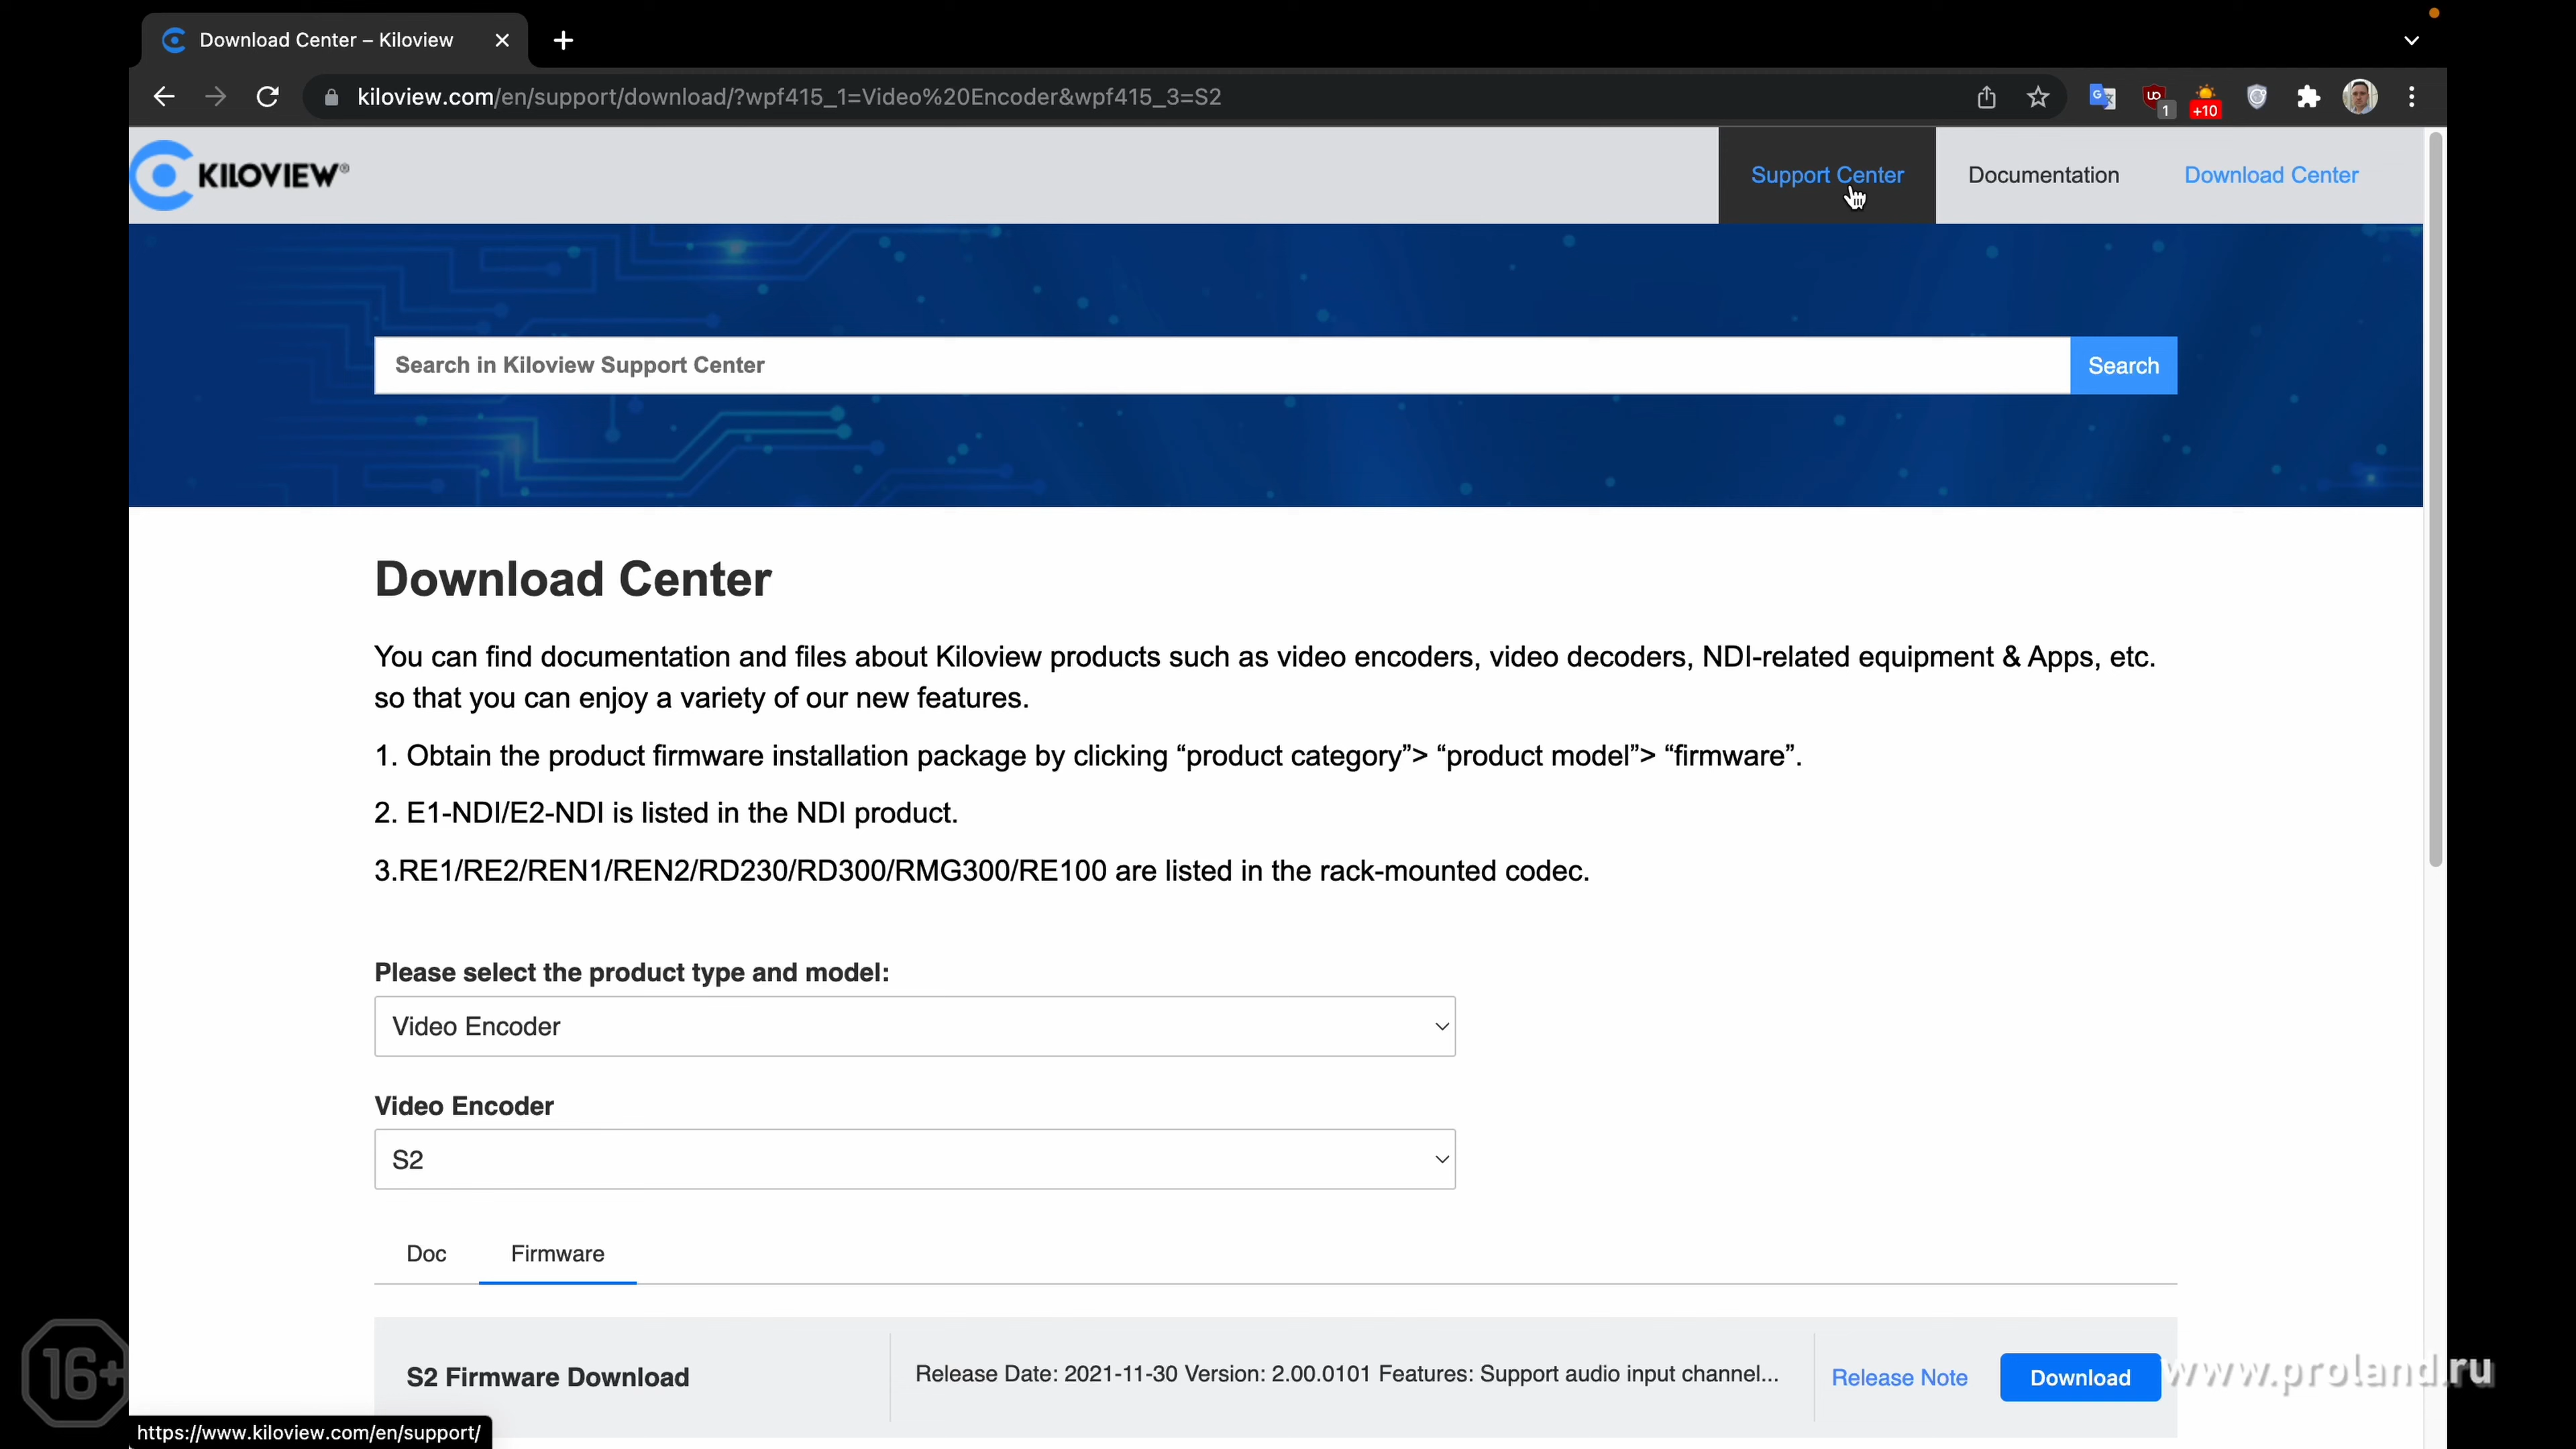 Download Center – Kiloview
kiloview.com/en/support/download/?wpf415_1=Video%20Encoder&wpf415_3=S2
1
+10
KILOVIEW®
Support Center
Documentation
Download Center
Search in Kiloview Support Center
Search
Download Center
You can find documentation and files about Kiloview products such as video encoders, video decoders, NDI-related equipment & Apps, etc.
so that you can enjoy a variety of our new features.
1. Obtain the product firmware installation package by clicking “product category”> “product model”> “firmware”.
2. E1-NDI/E2-NDI is listed in the NDI product.
3.RE1/RE2/REN1/REN2/RD230/RD300/RMG300/RE100 are listed in the rack-mounted codec.
Please select the product type and model:
Video Encoder
Video Encoder
S2
Doc
Firmware
S2 Firmware Download
Release Date: 2021-11-30 Version: 2.00.0101 Features: Support audio input channel...
Release Note
Download
16+
www.proland.ru
https://www.kiloview.com/en/support/